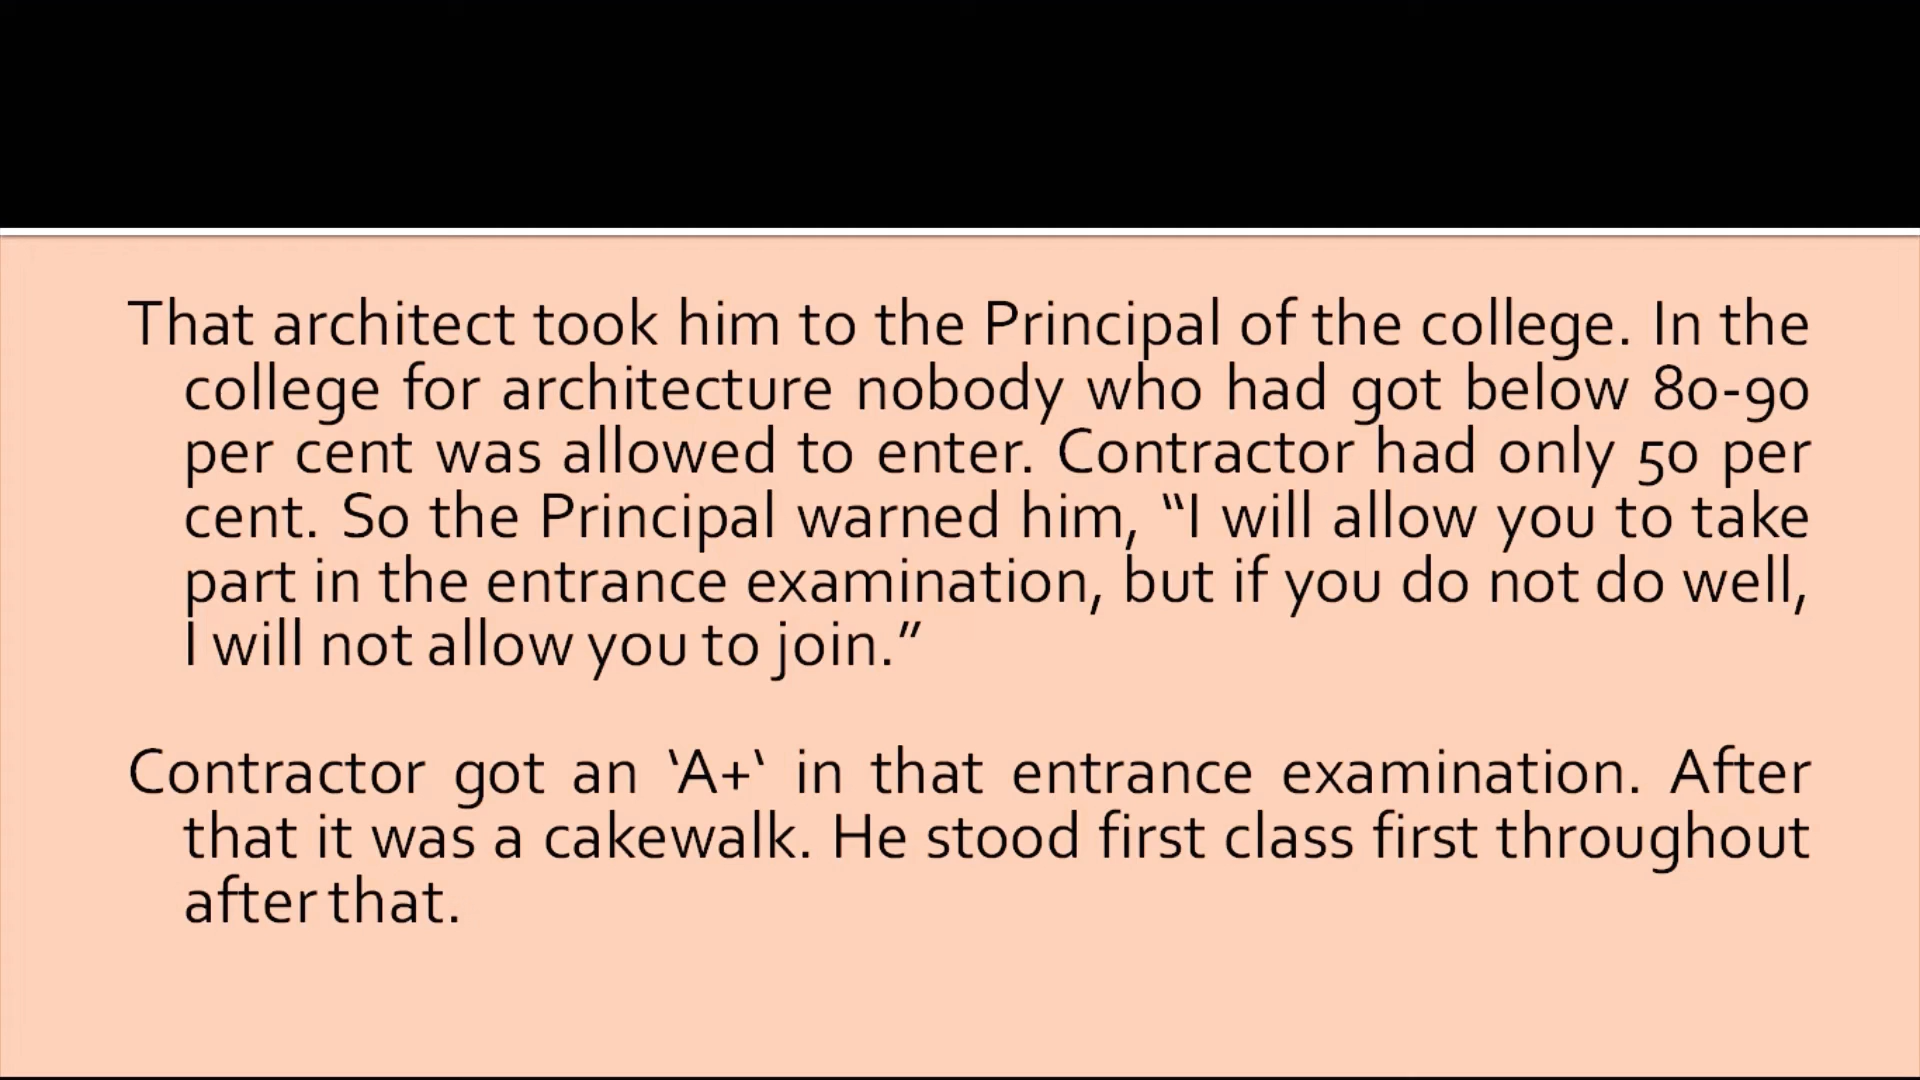 That architect took him to the Principal of the college. In the
college for architecture nobody who had got below 80-90
per cent was allowed to enter. Contractor had only 50 per
cent. So the Principal warned him, “I will allow you to take
part in the entrance examination, but if you do not do well,
I will not allow you to join.”
Contractor got an ‘A+‘ in that entrance examination. After
that it was a cakewalk. He stood first class first throughout
after that.